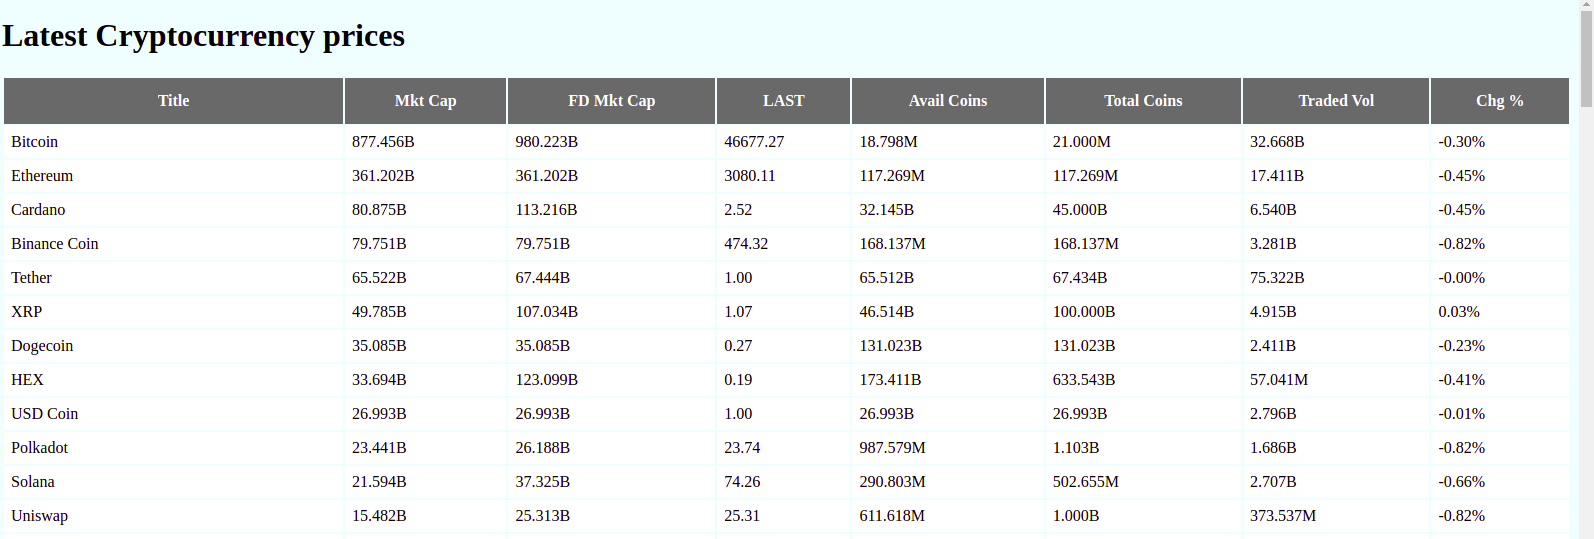 Latest Cryptocurrency prices
Title Mkt Cap FD Mkt Cap LAST Avail Coins Total Coins Traded Vol Chg %
Bitcoin 877.456B 980.223B 46677.27 18.798M 21.000M 32.668B -0.30%
Ethereum 361.202B 361.202B 3080.11 117.269M 117.269M 17.411B -0.45%
Cardano 80.875B 113.216B 2.52 32.145B 45.000B 6.540B -0.45%
Binance Coin 79.751B 79.751B 474.32 168.137M 168.137M 3.281B -0.82%
Tether 65.522B 67.444B 1.00 65.512B 67.434B 75.322B -0.00%
XRP 49.785B 107.034B 1.07 46.514B 100.000B 4.915B 0.03%
Dogecoin 35.085B 35.085B 0.27 131.023B 131.023B 2.411B -0.23%
HEX 33.694B 123.099B 0.19 173.411B 633.543B 57.041M -0.41%
USD Coin 26.993B 26.993B 1.00 26.993B 26.993B 2.796B -0.01%
Polkadot 23.441B 26.188B 23.74 987.579M 1.103B 1.686B -0.82%
Solana 21.594B 37.325B 74.26 290.803M 502.655M 2.707B -0.66%
Uniswap 15.482B 25.313B 25.31 611.618M 1.000B 373.537M -0.82%